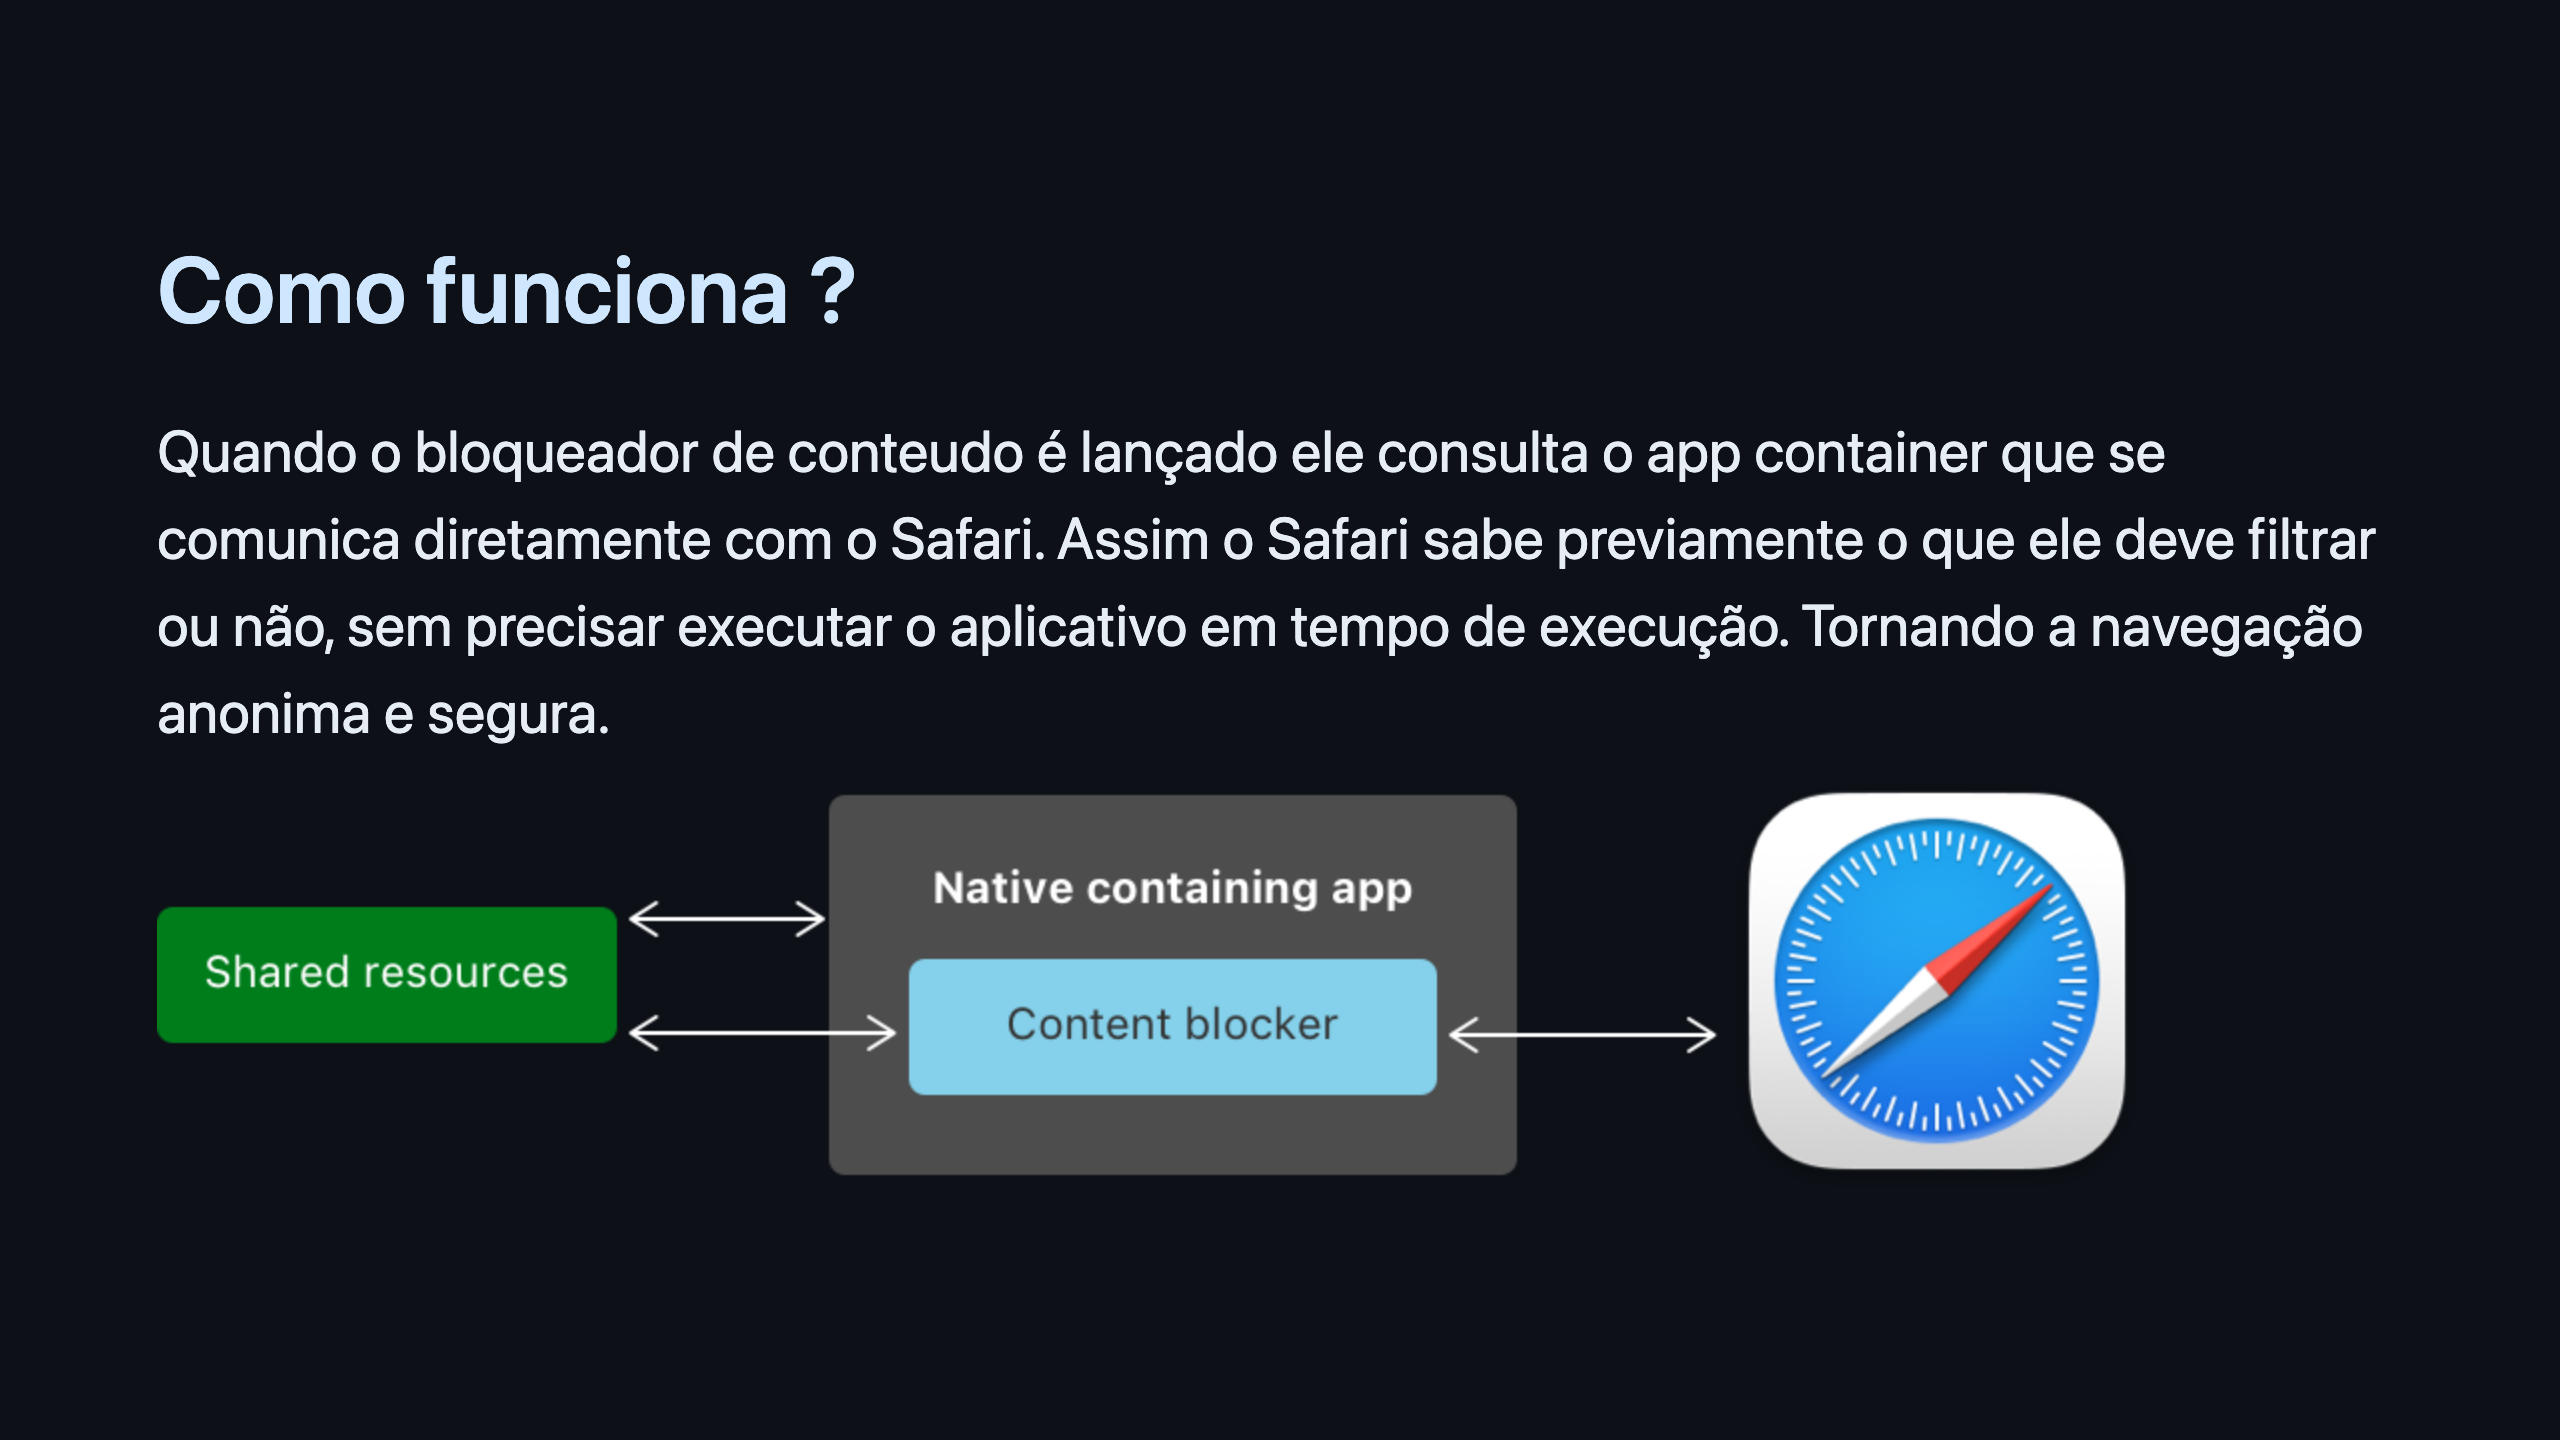 Como funciona ?
Quando o bloqueador de conteudo é lançado ele consulta o app container que se
comunica diretamente com o Safari. Assim o Safari sabe previamente o que ele deve filtrar
ou não, sem precisar executar o aplicativo em tempo de execução. Tornando a navegação
anonima e segura.
Native containing app
Shared resources
Content blocker